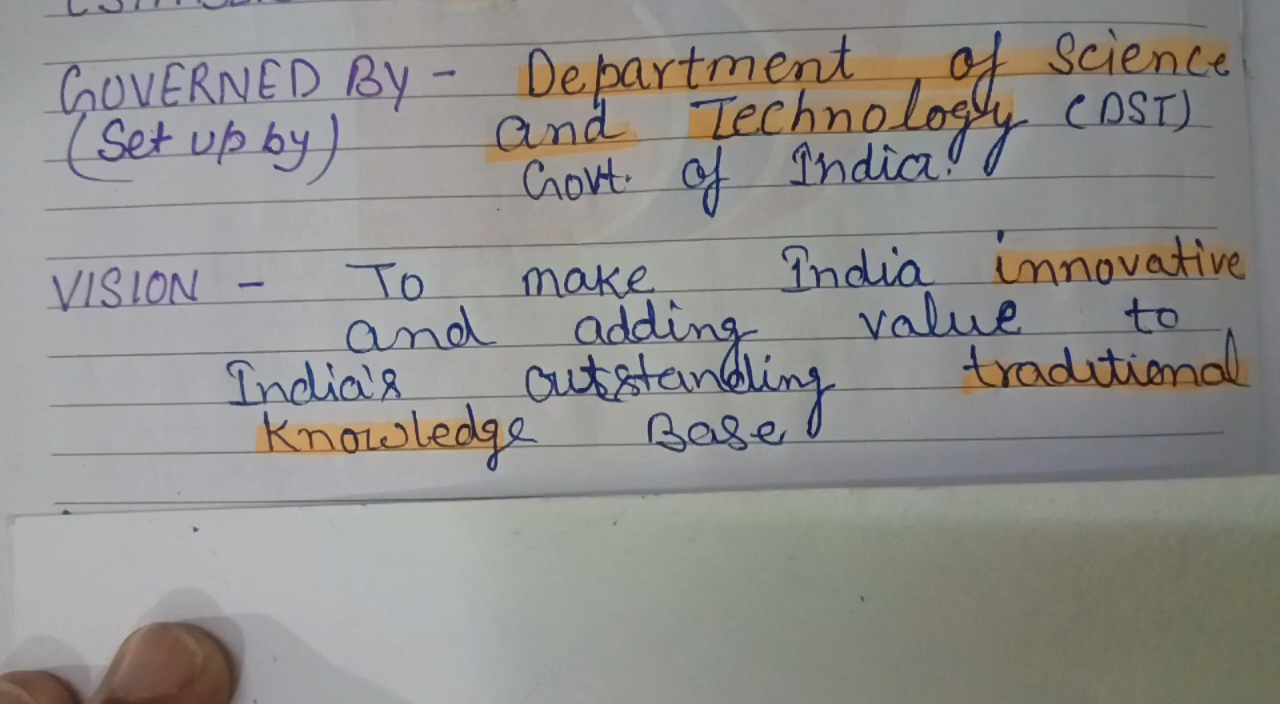 GOVERNED BY - Department of Science
(Set up by) and Technology (DST)
Govt. of India.
VISION - To make India innovative
and adding value to
India's outstanding traditional
Knowledge Base